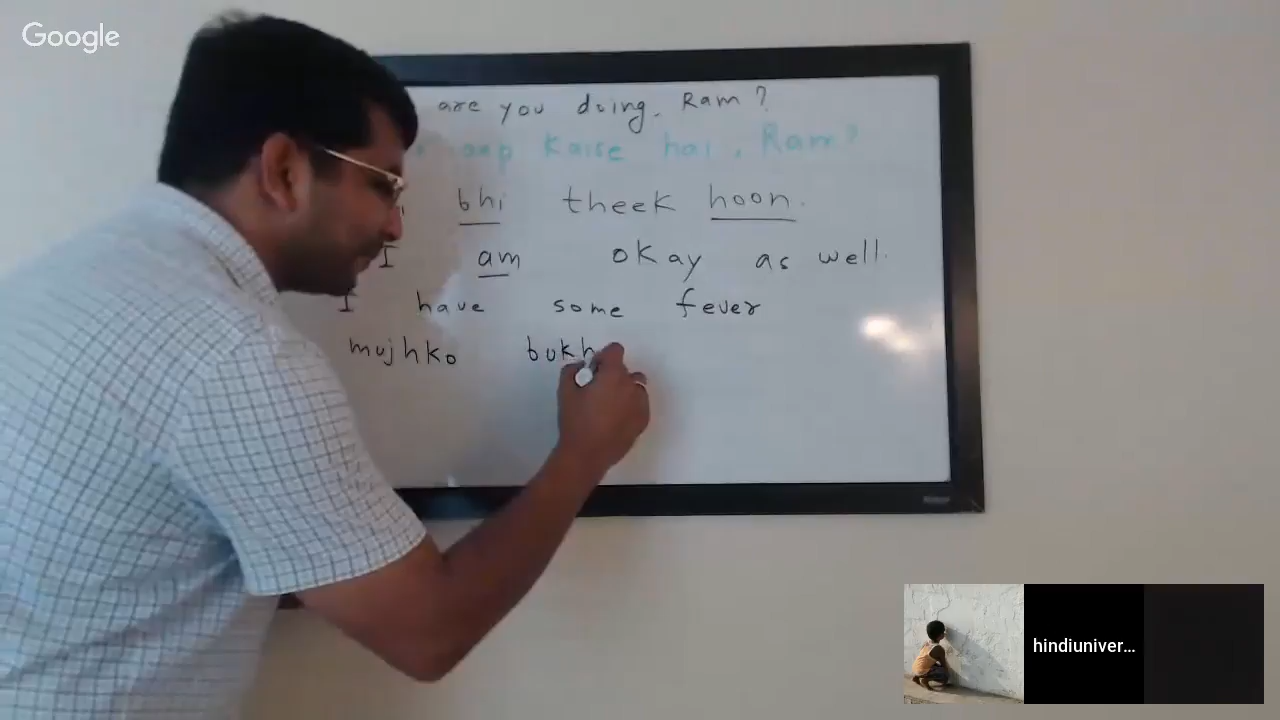 Google
are you doing, Ram?
aap kaise hai, Ram?
bhi theek hoon.
I am okay as well.
I have some fever
mujhko bukh
hindiuniver...